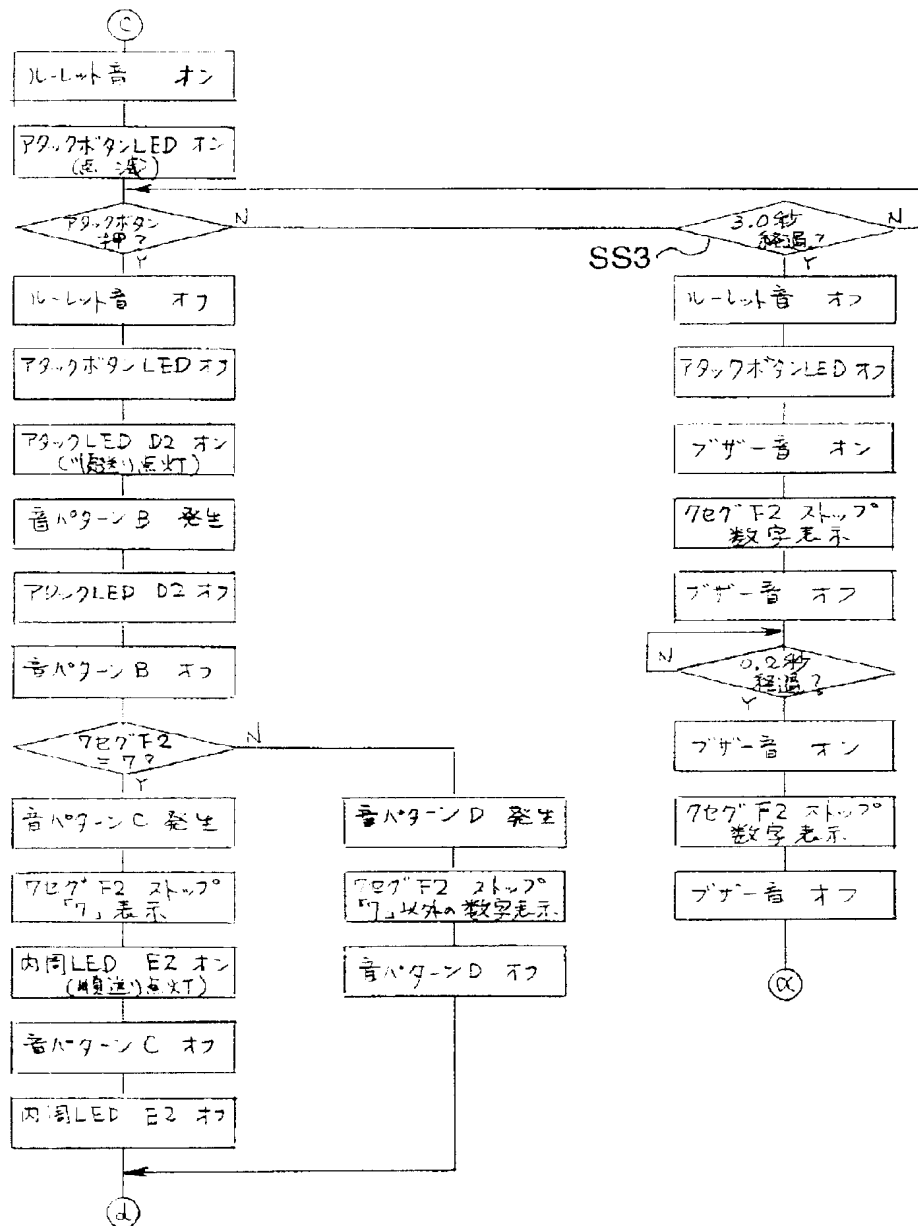 C
ルーレット音 オン
アタックボタンLED オン
(点滅)
アタックボタン
押?
N
Y
ルーレット音 オフ
アタックボタンLED オフ
アタックLED D2 オン
(順送り点灯)
音パターンB 発生
アタックLED D2 オフ
音パターンB オフ
7セグF2
=7?
N
Y
音パターンC 発生
7セグF2 ストップ
「7」表示
内周LED E2 オン
(順送り点灯)
音パターンC オフ
内周LED E2 オフ
d
音パターンD 発生
7セグF2 ストップ
「7」以外の数字表示
音パターンD オフ
3.0秒
経過?
N
SS3
Y
ルーレット音 オフ
アタックボタンLED オフ
ブザー音 オン
7セグF2 ストップ
数字表示
ブザー音 オフ
N
0.2秒
経過?
Y
ブザー音 オン
7セグF2 ストップ
数字表示
ブザー音 オフ
α